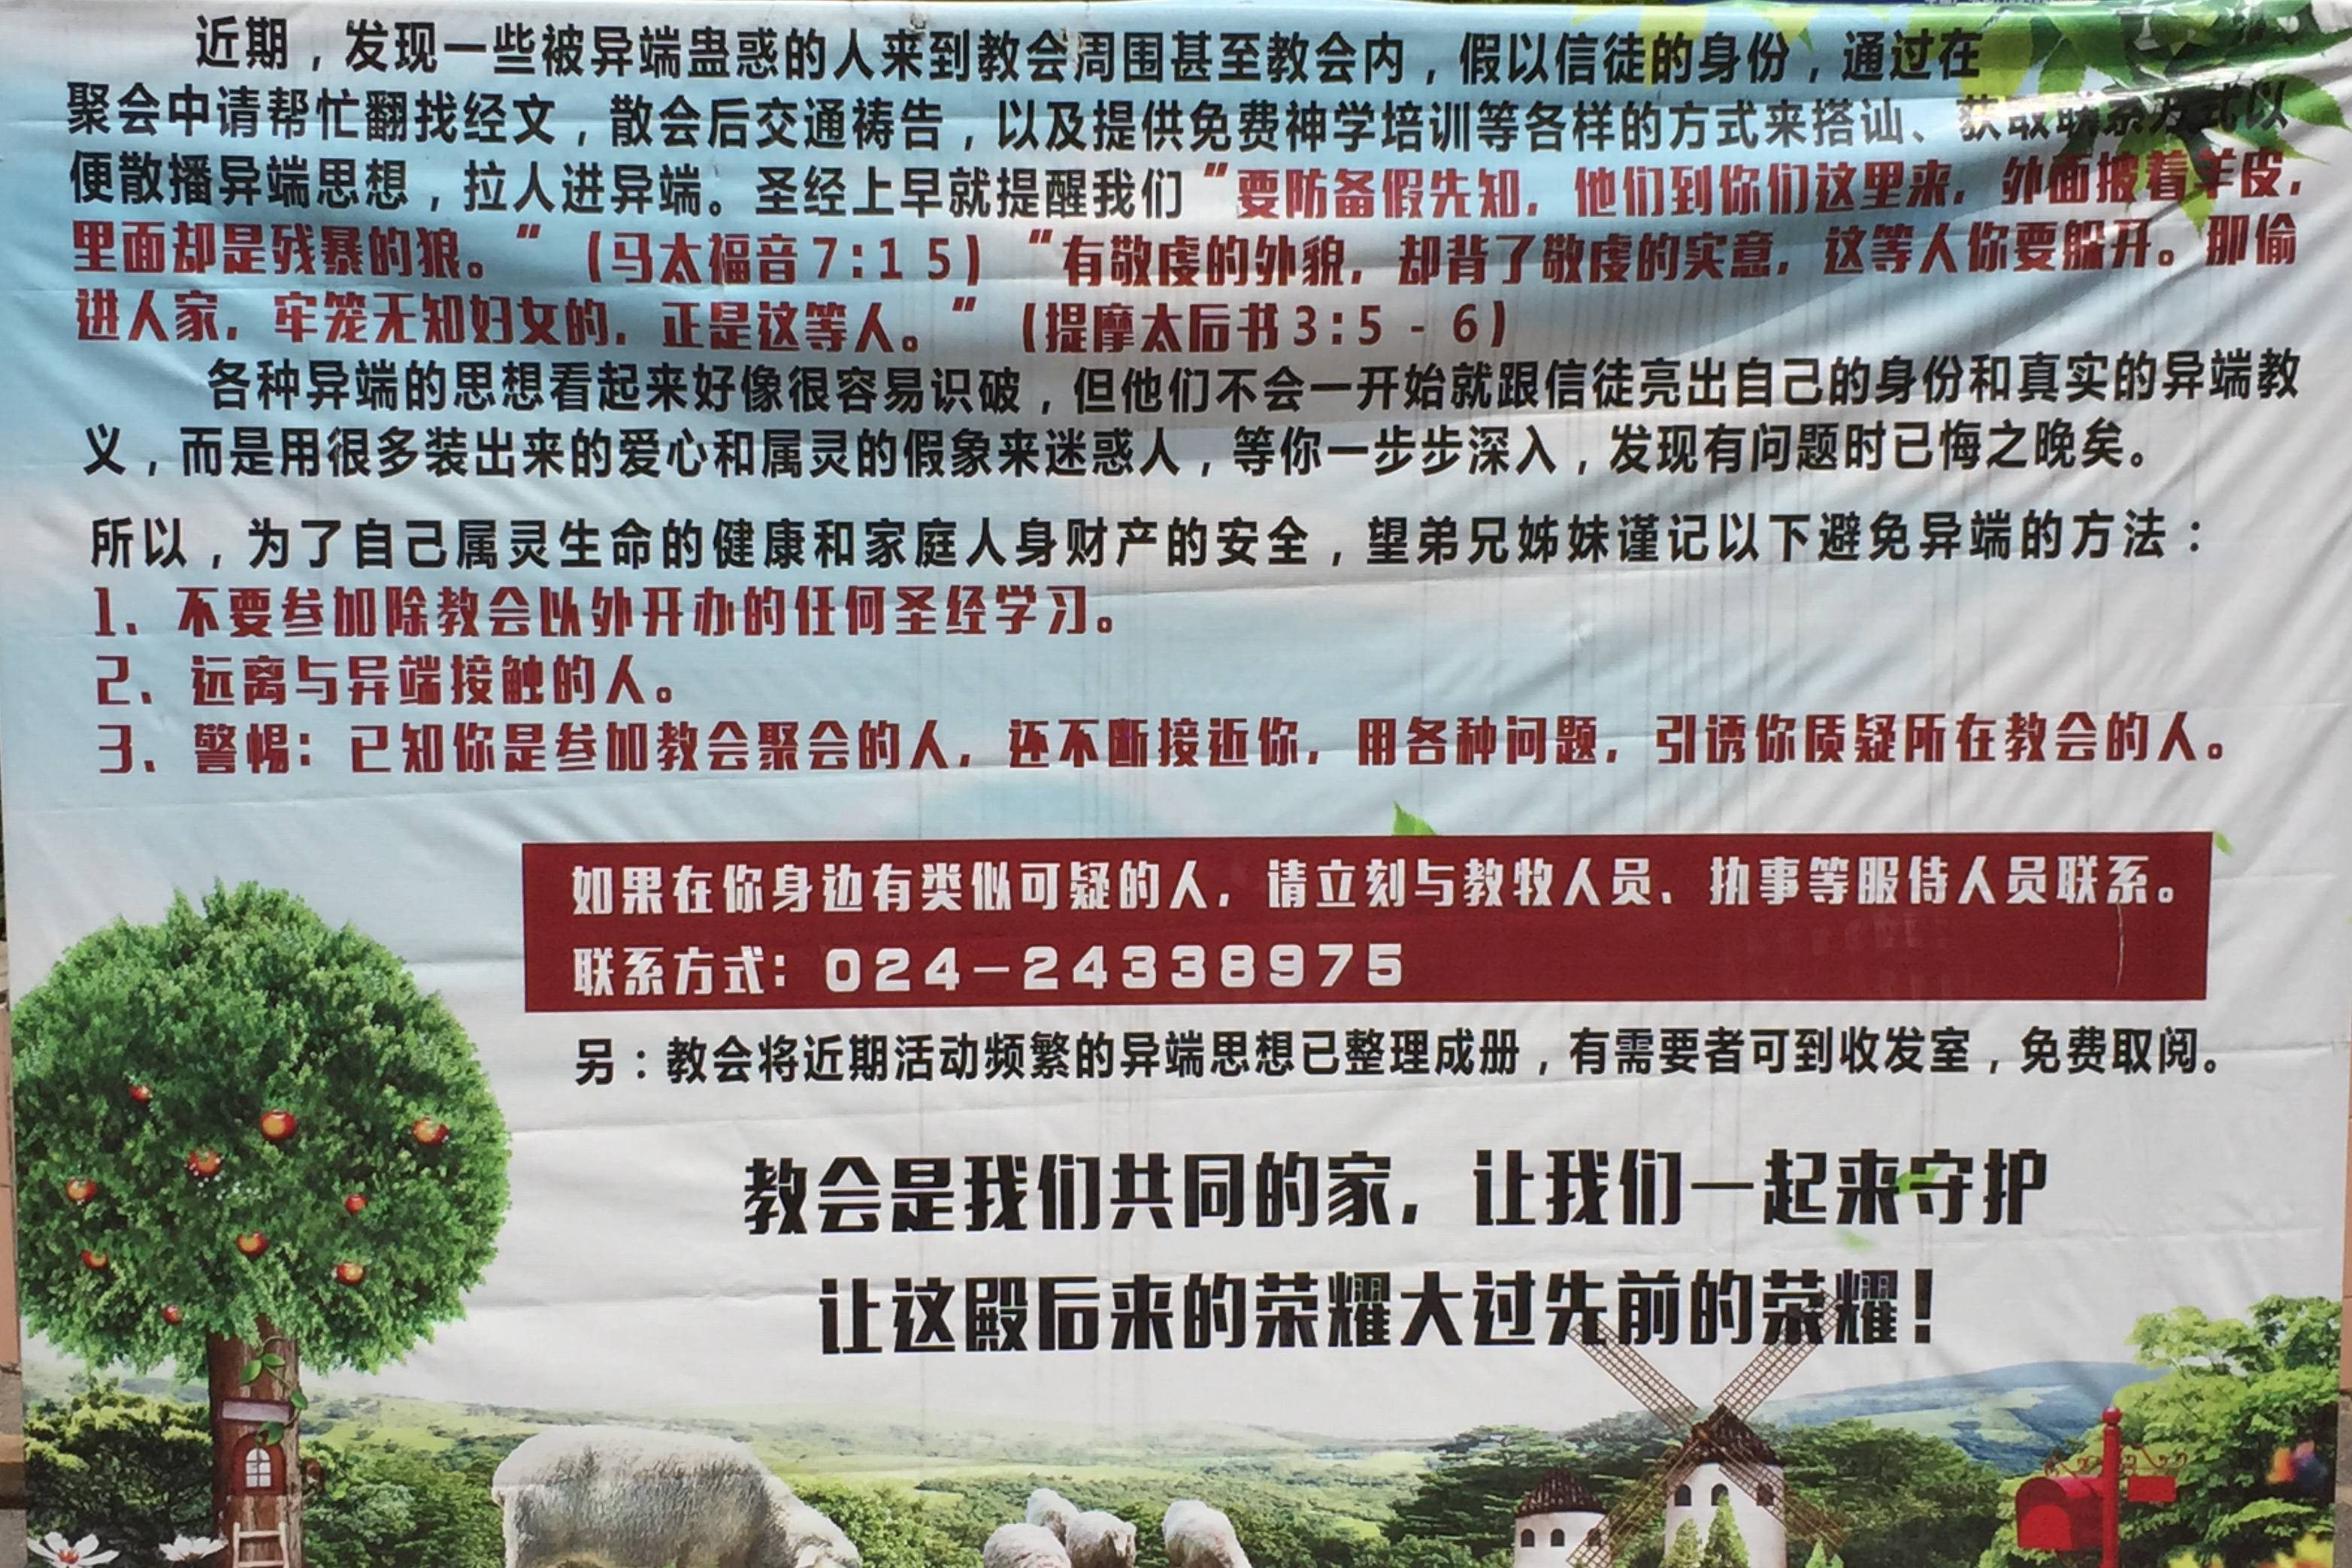 近期，发现一些被异端蛊惑的人来到教会周围甚至教会内，假以信徒的身份，通过在
聚会中请帮忙翻找经文，散会后交通祷告，以及提供免费神学培训等各样的方式来搭讪、获取联系方式以
便散播异端思想，拉人进异端。圣经上早就提醒我们“要防备假先知，他们到你们这里来，外面披着羊皮，
里面却是残暴的狼。”（马太福音7:15）“有敬虔的外貌，却背了敬虔的实意，这等人你要躲开。那偷
进人家，牢笼无知妇女的，正是这等人。”（提摩太后书3:5-6）
各种异端的思想看起来好像很容易识破，但他们不会一开始就跟信徒亮出自己的身份和真实的异端教
义，而是用很多装出来的爱心和属灵的假象来迷惑人，等你一步步深入，发现有问题时已悔之晚矣。
所以，为了自己属灵生命的健康和家庭人身财产的安全，望弟兄姊妹谨记以下避免异端的方法：
1、不要参加除教会以外开办的任何圣经学习。
2、远离与异端接触的人。
3、警惕：已知你是参加教会聚会的人，还不断接近你，用各种问题，引诱你质疑所在教会的人。
如果在你身边有类似可疑的人，请立刻与教牧人员、执事等服侍人员联系。
联系方式：024-24338975
另：教会将近期活动频繁的异端思想已整理成册，有需要者可到收发室，免费取阅。
教会是我们共同的家，让我们一起来守护
让这殿后来的荣耀大过先前的荣耀！